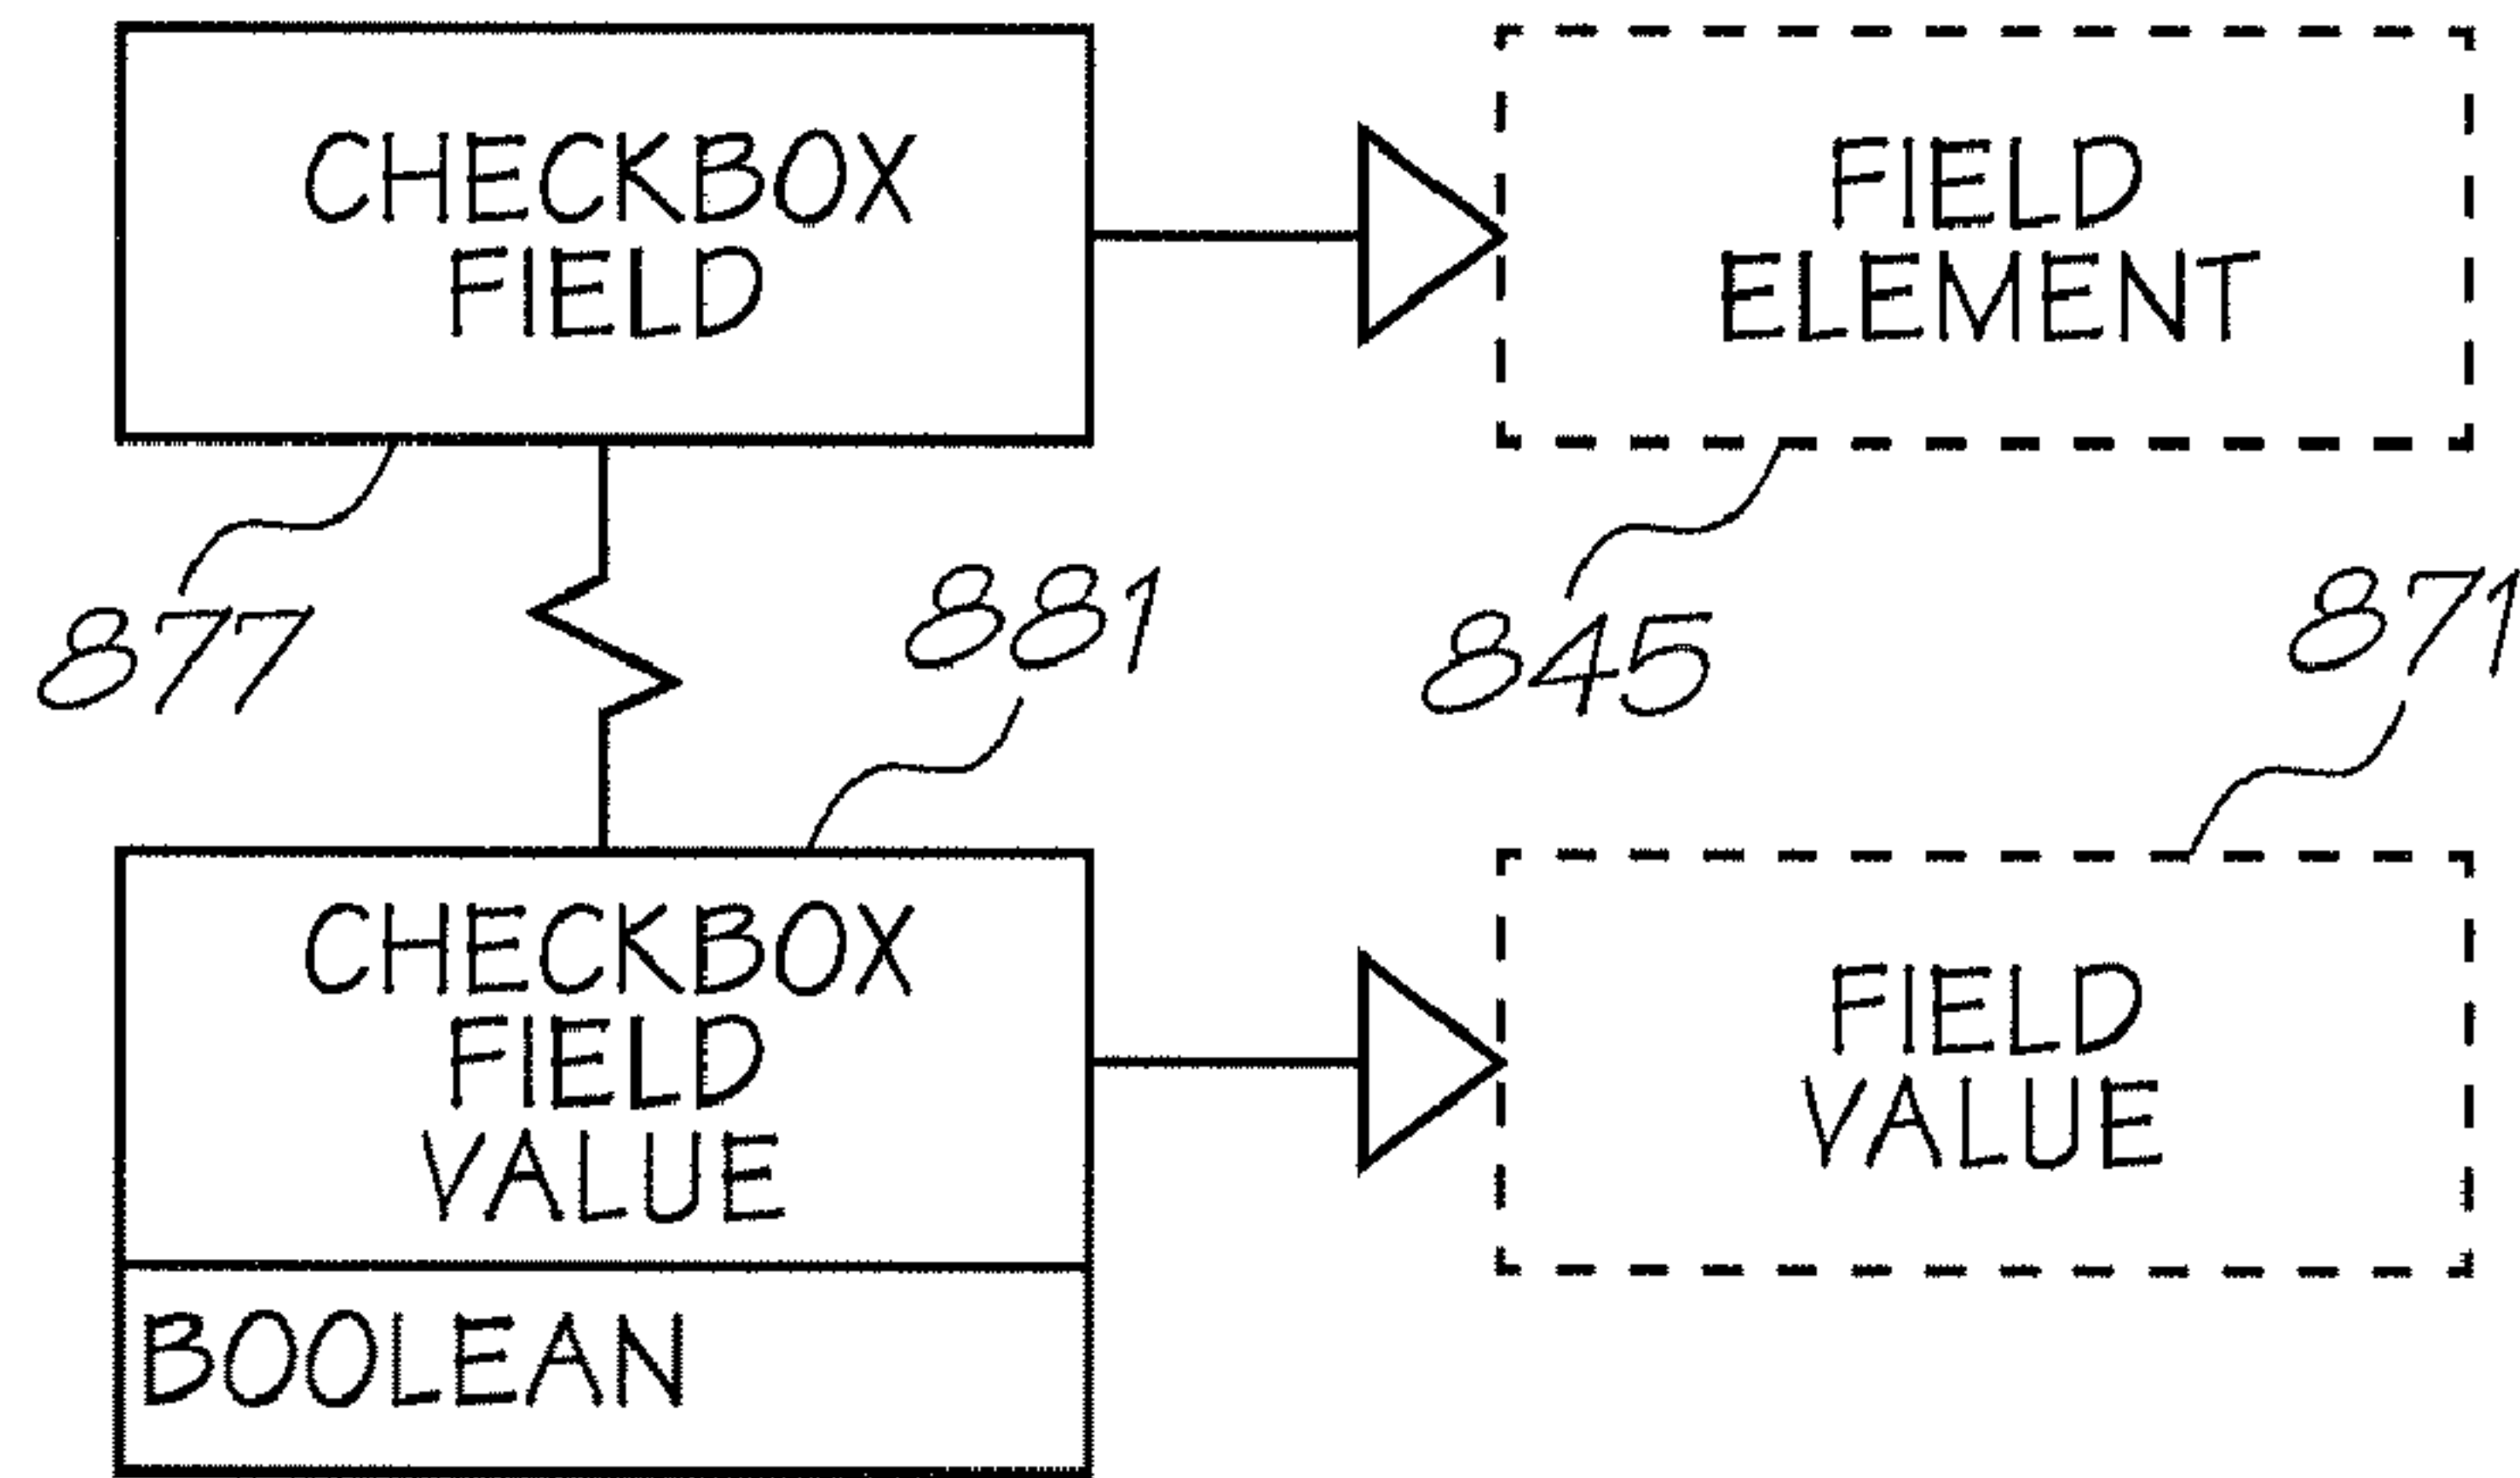 CHECKBOX
FIELD
FIELD
ELEMENT
877
881
845
871
CHECKBOX
FIELD
VALUE
FIELD
VALUE
BOOLEAN